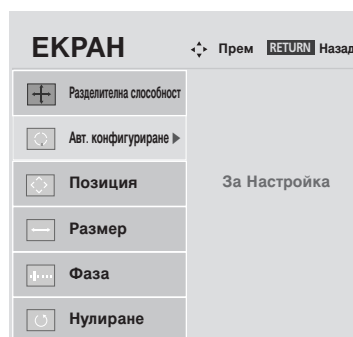 ЕКРАН
Прем RETURN Назад
Разделителна способност
Авт. конфигуриране
Позиция
За Настройка
Размер
Фаза
Нулиране